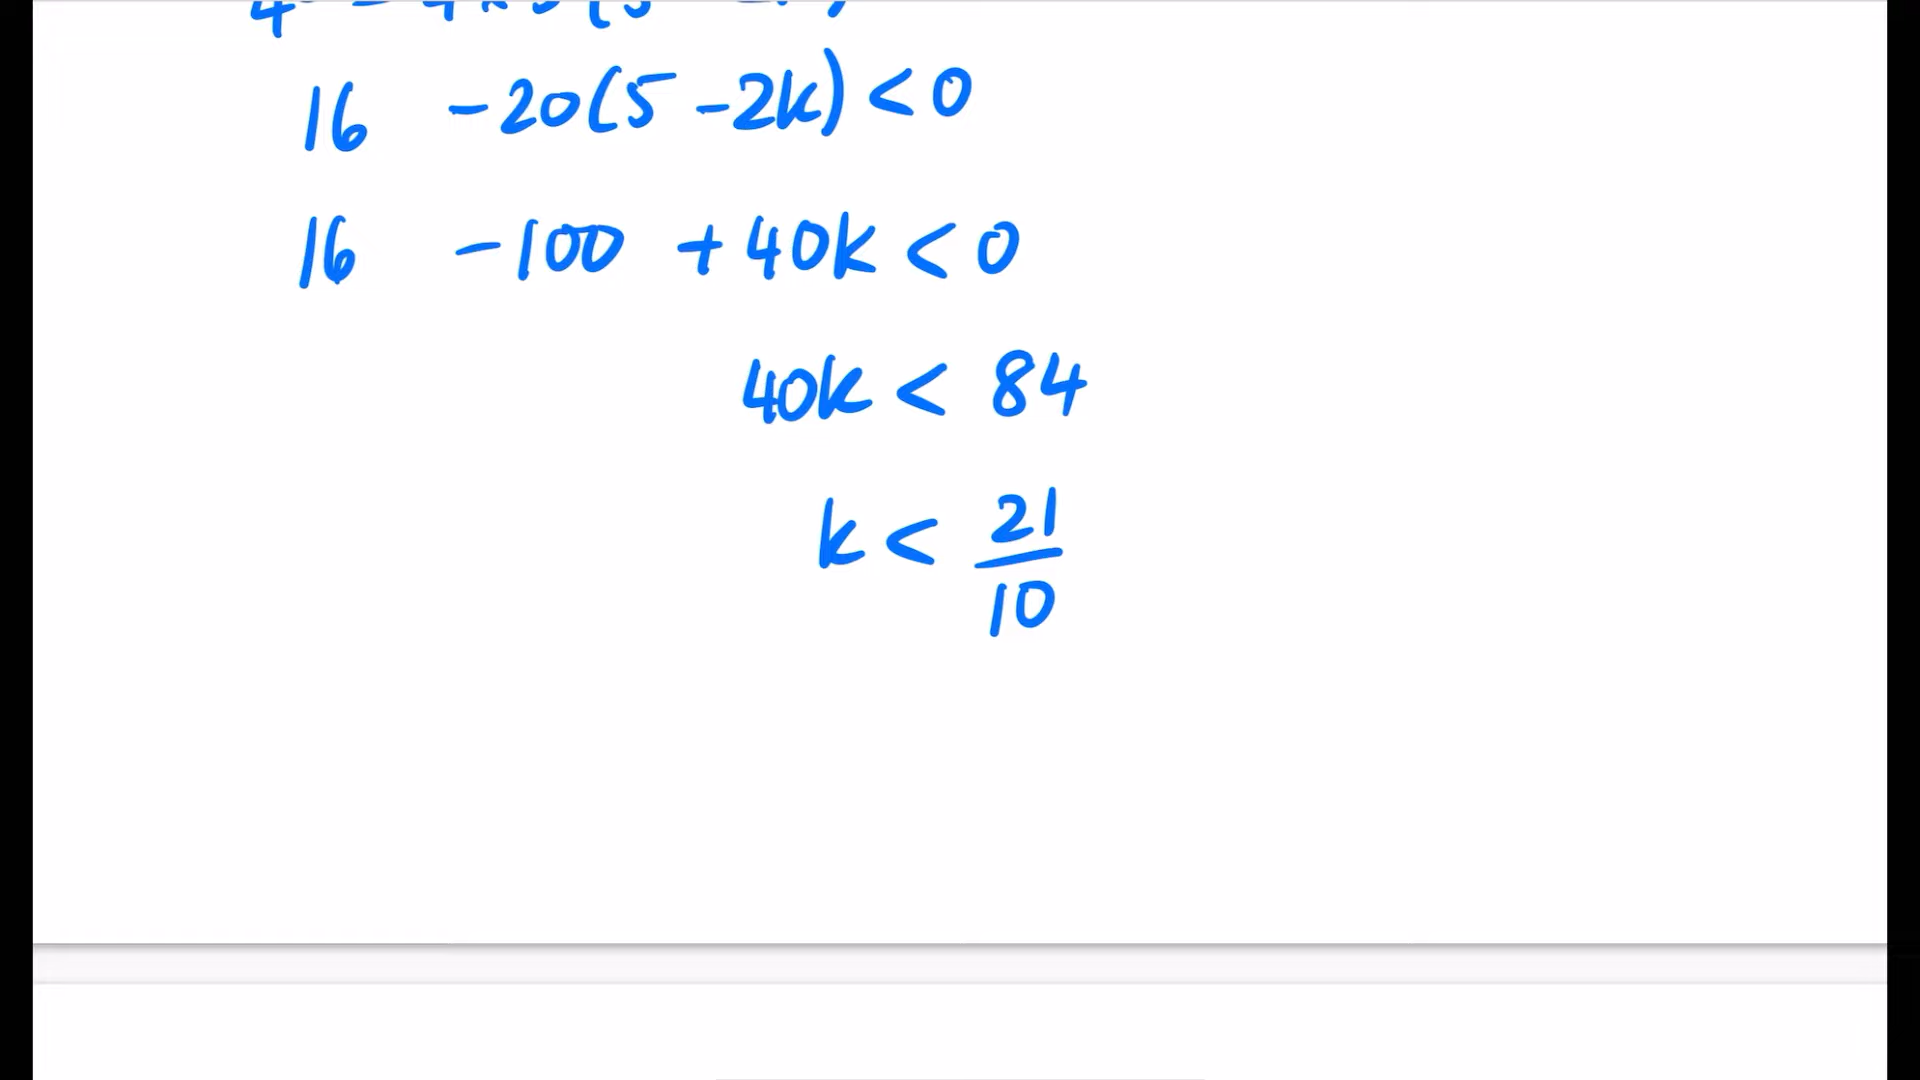 16 -20(5 -2k) < 0
16 -100 + 40k < 0
40k < 84
k < 21/10